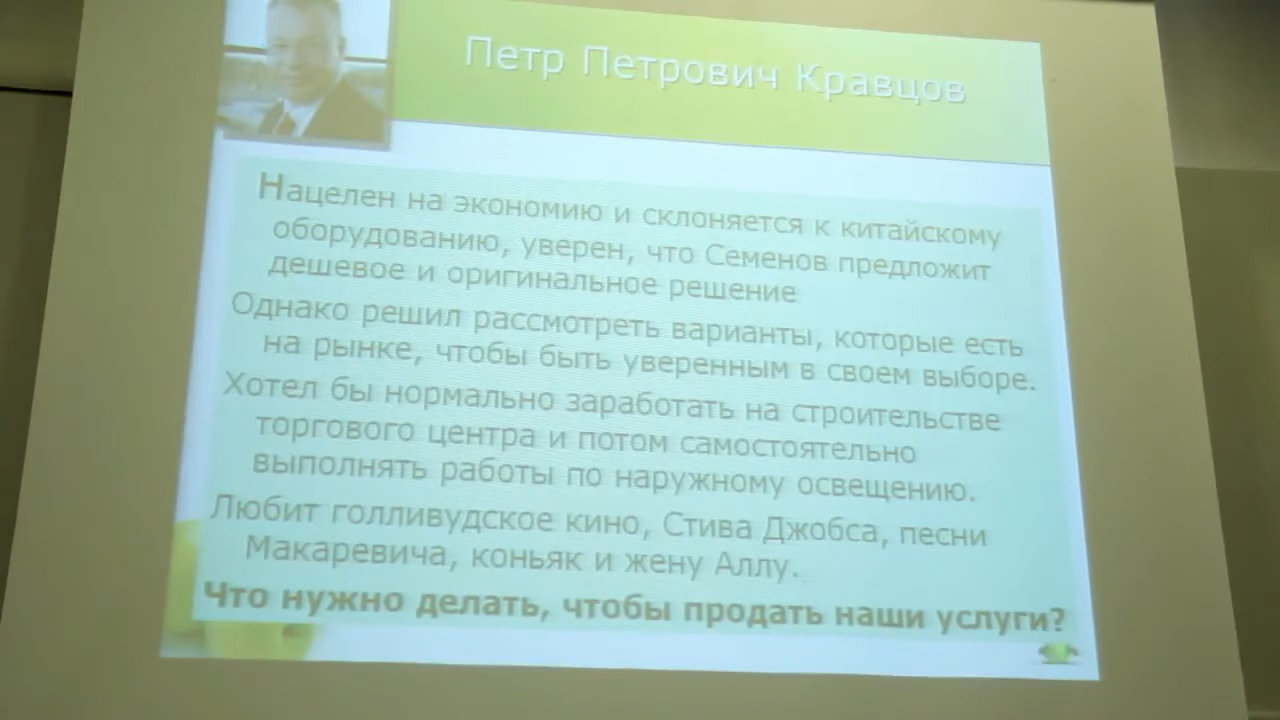 Петр Петрович Кравцов
Нацелен на экономию и склоняется к китайскому
оборудованию, уверен, что Семенов предложит
дешевое и оригинальное решение
Однако решил рассмотреть варианты, которые есть
на рынке, чтобы быть уверенным в своем выборе.
Хотел бы нормально заработать на строительстве
торгового центра и потом самостоятельно
выполнять работы по наружному освещению.
Любит голливудское кино, Стива Джобса, песни
Макаревича, коньяк и жену Аллу.
Что нужно делать, чтобы продать наши услуги?